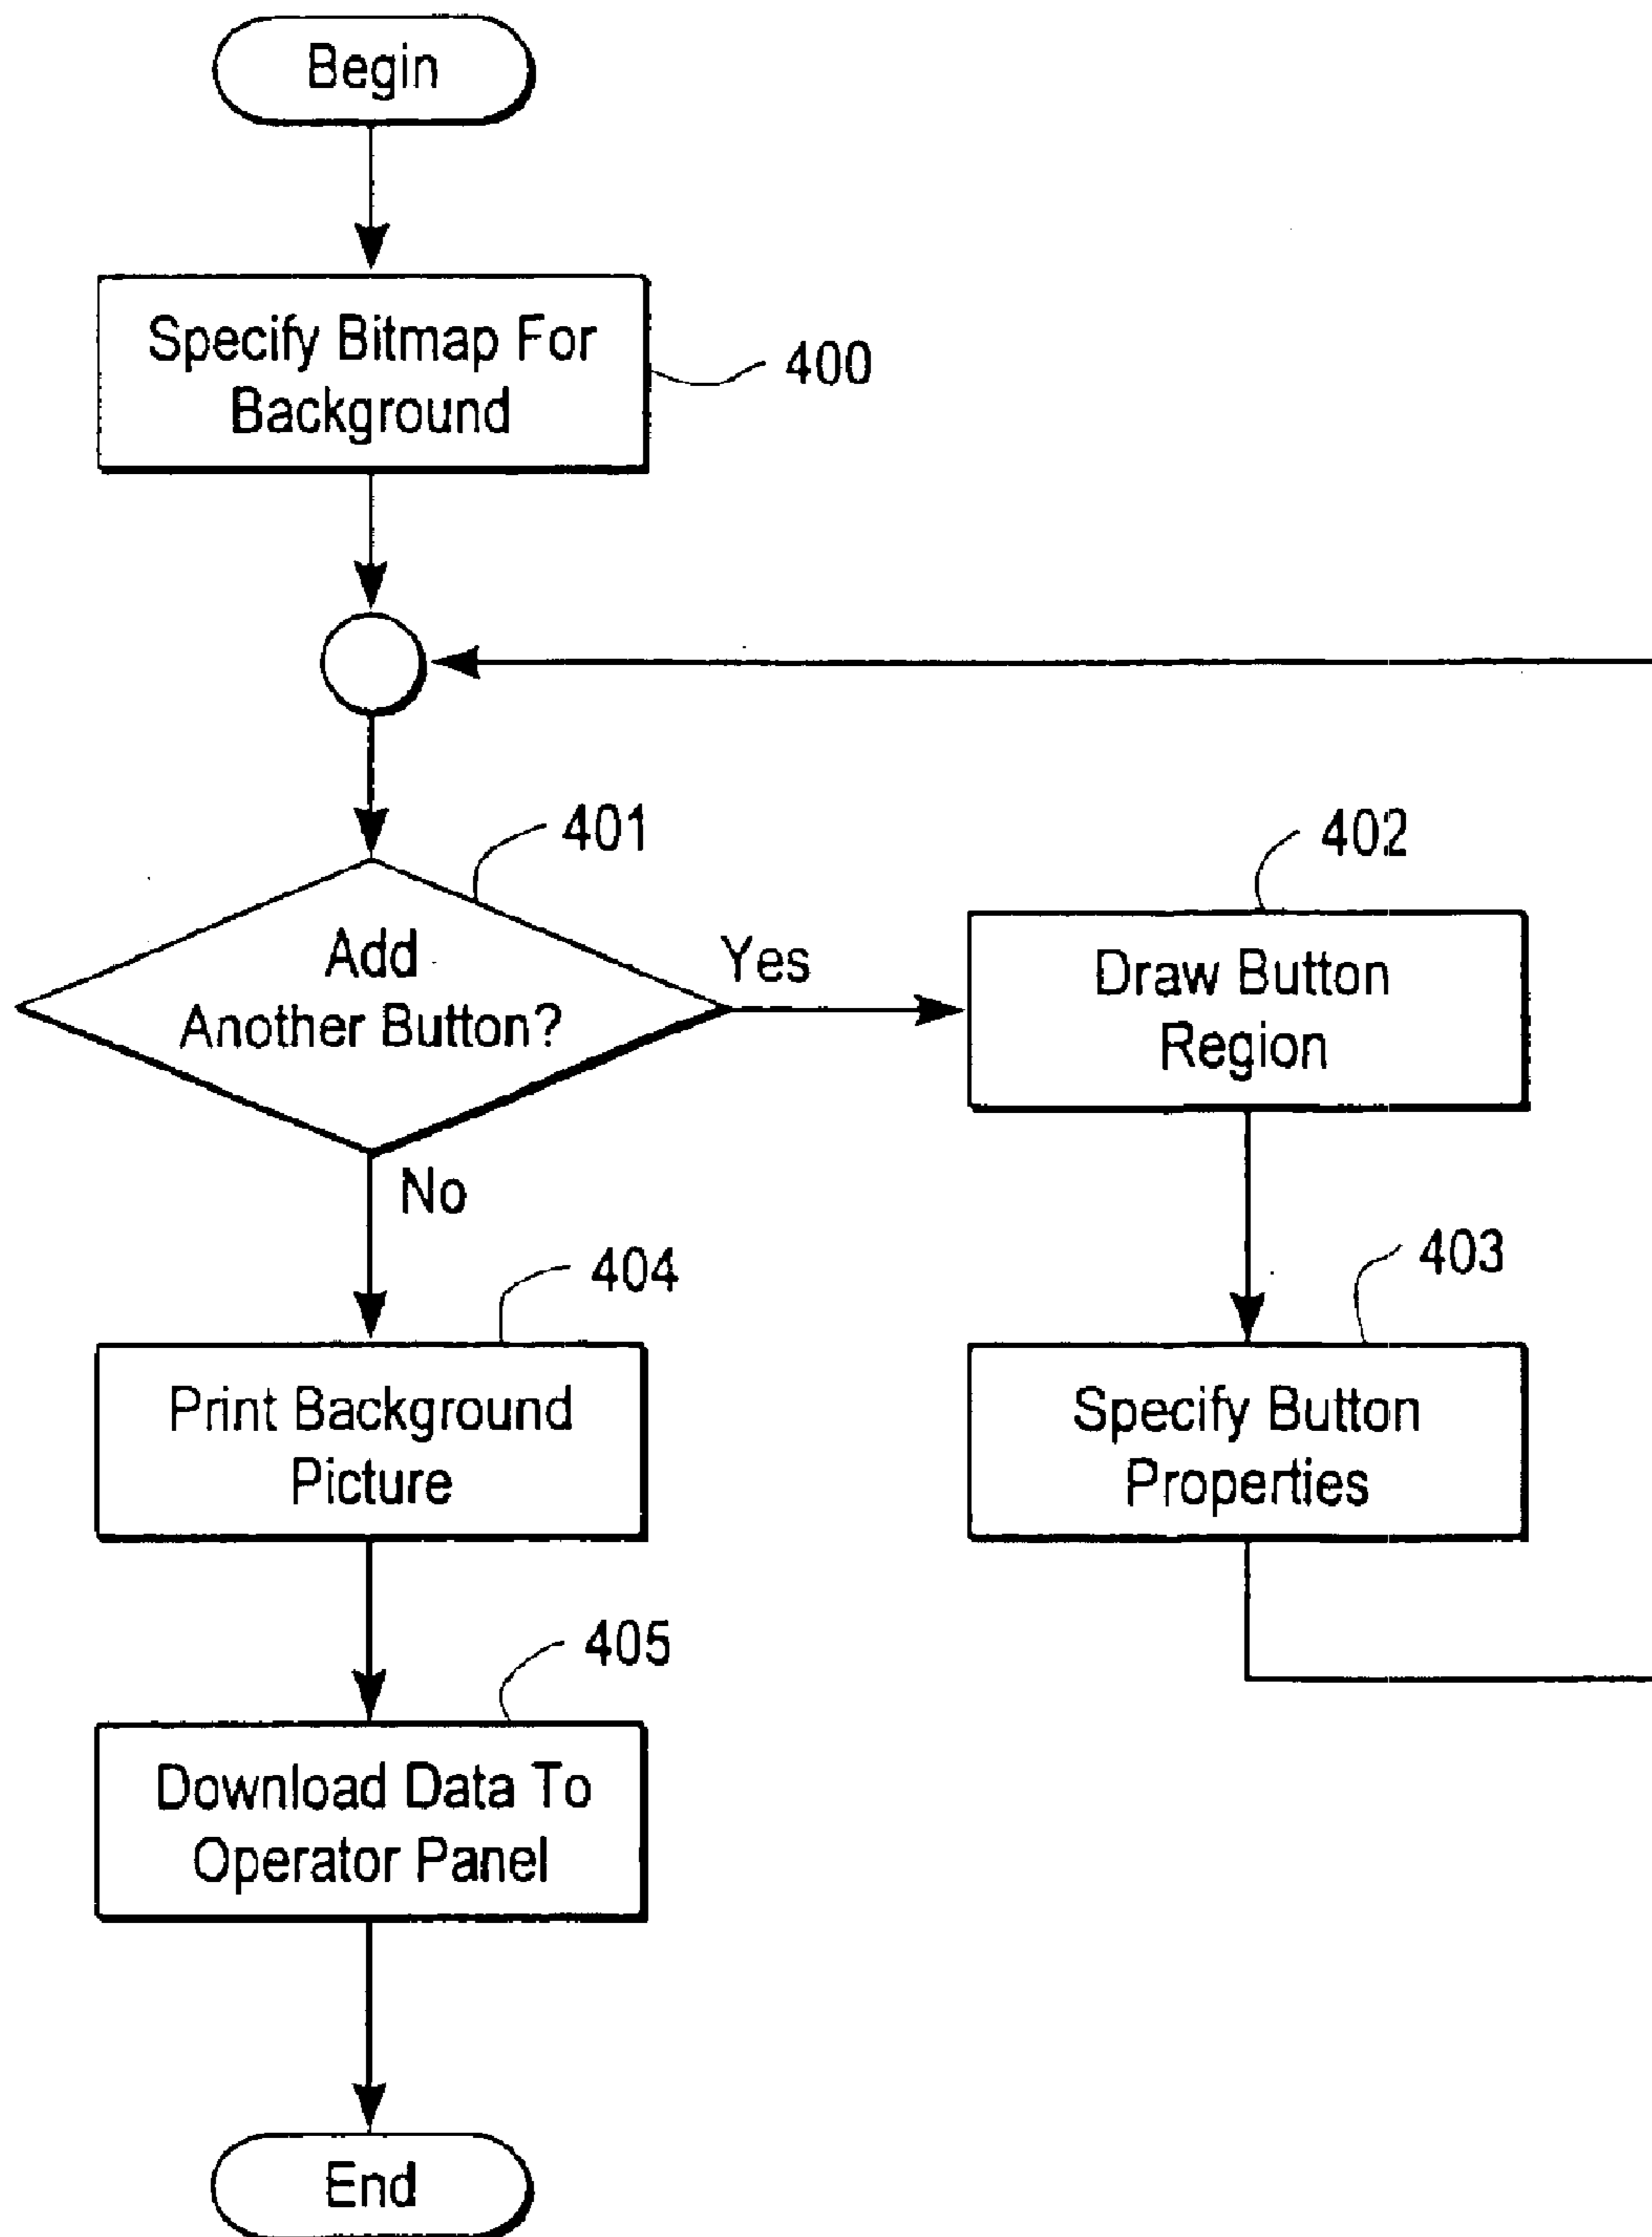 Begin
Specify Bitmap For
Background
400
401
Add
Another Button?
Yes
No
402
Draw Button
Region
403
Specify Button
Properties
404
Print Background
Picture
405
Download Data To
Operator Panel
End